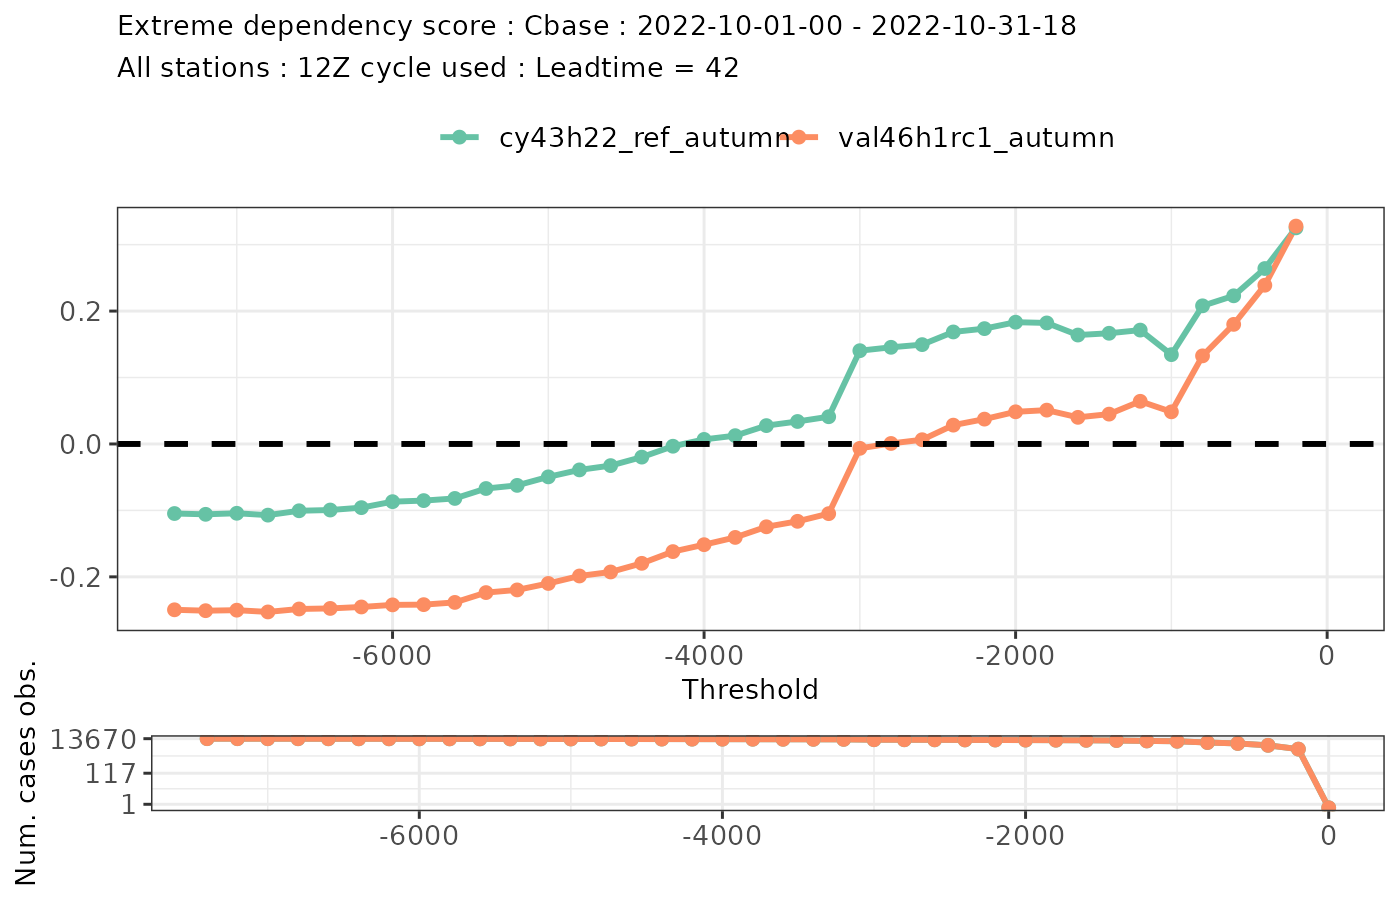 Extreme dependency score : Cbase : 2022-10-01-00 - 2022-10-31-18
All stations : 12Z cycle used : Leadtime = 42
cy43h22_ref_autumn val46h1rc1_autumn
0.2
0.0
-0.2
-6000 -4000 -2000 0
Threshold
Num. cases obs.
13670
117
1
-6000 -4000 -2000 0